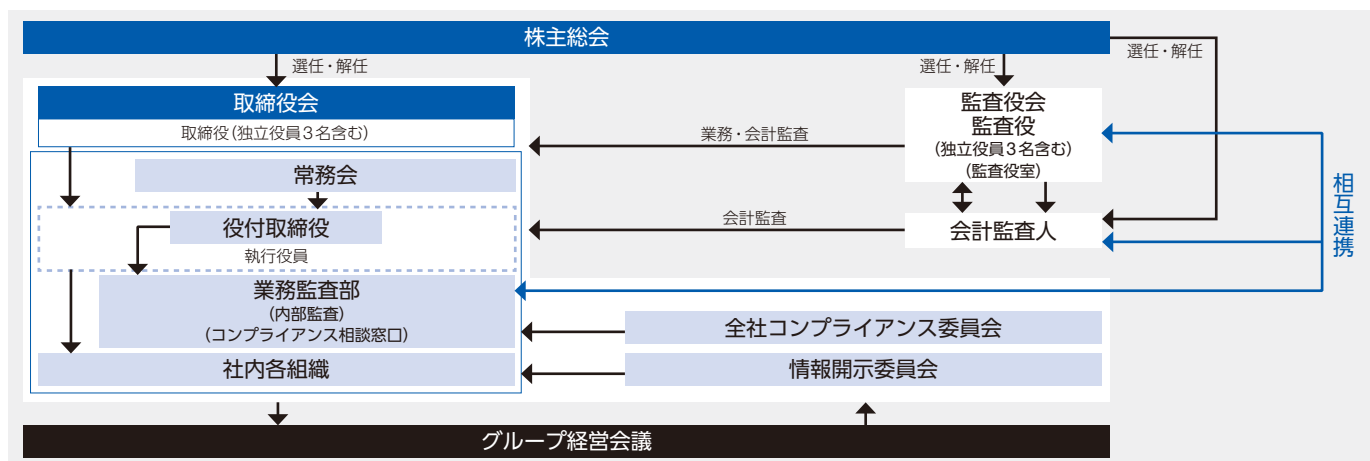 株主総会
選任・解任
選任・解任
選任・解任
取締役会
取締役(独立役員3名含む)
監査役会
監査役
(独立役員3名含む)
(監査役室)
業務・会計監査
常務会
役付取締役
執行役員
会計監査
会計監査人
相互連携
業務監査部
(内部監査)
(コンプライアンス相談窓口)
全社コンプライアンス委員会
社内各組織
情報開示委員会
グループ経営会議